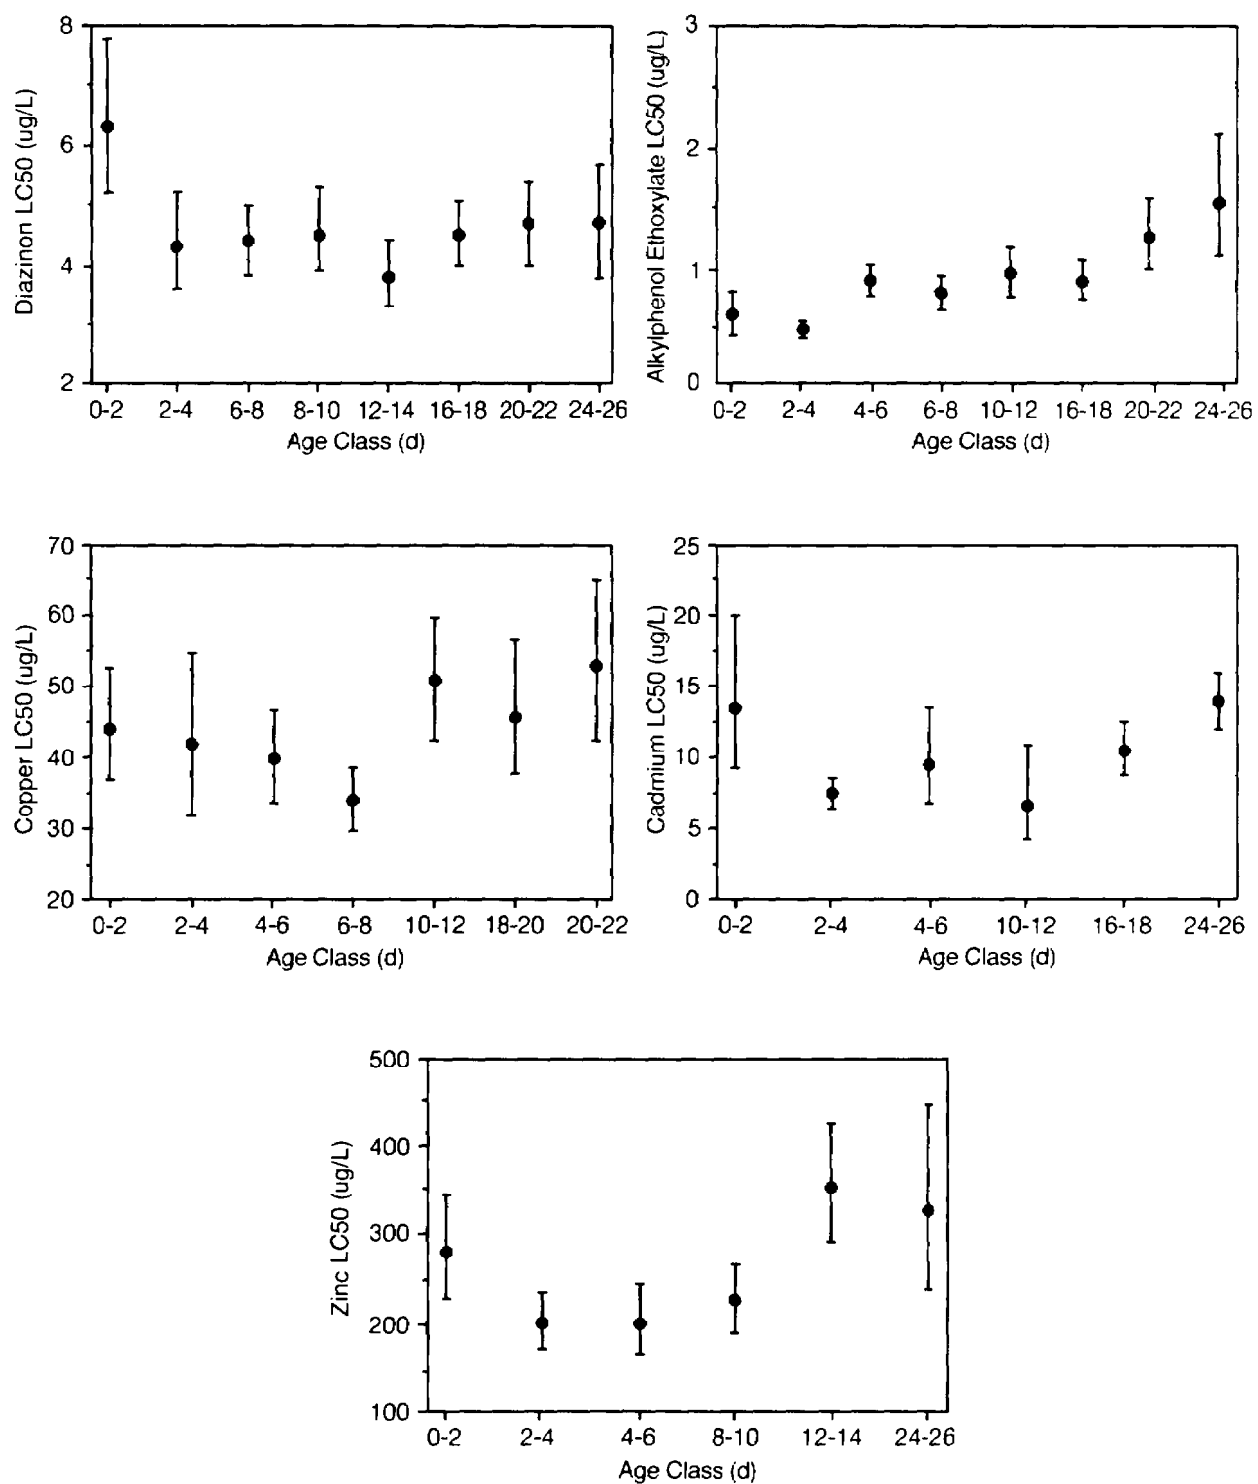 Diazinon LC50 (ug/L)
8
6
4
2
0-2 2-4 6-8 8-10 12-14 16-18 20-22 24-26
Age Class (d)
Alkylphenol Ethoxylate LC50 (ug/L)
3
2
1
0
0-2 2-4 4-6 6-8 10-12 16-18 20-22 24-26
Age Class (d)
Copper LC50 (ug/L)
70
60
50
40
30
20
0-2 2-4 4-6 6-8 10-12 18-20 20-22
Age Class (d)
Cadmium LC50 (ug/L)
25
20
15
10
5
0
0-2 2-4 4-6 10-12 16-18 24-26
Age Class (d)
Zinc LC50 (ug/L)
500
400
300
200
100
0-2 2-4 4-6 8-10 12-14 24-26
Age Class (d)